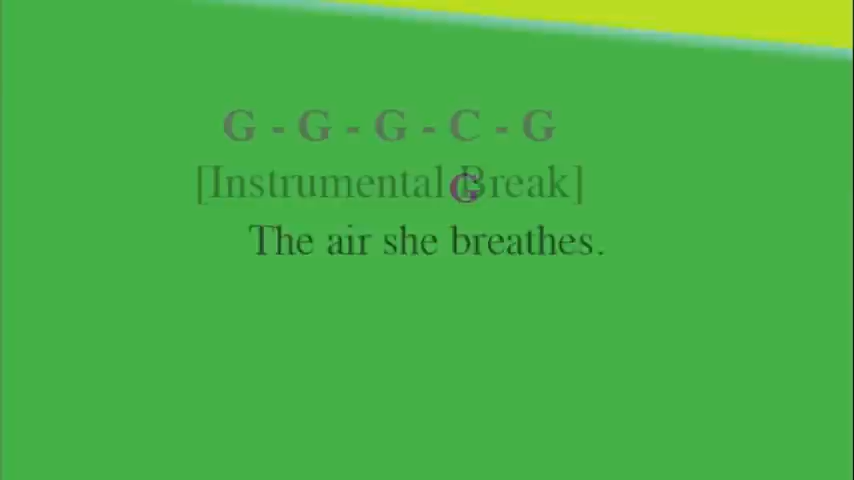 G - G - G - C - G
[Instrumental Break]
G
The air she breathes.